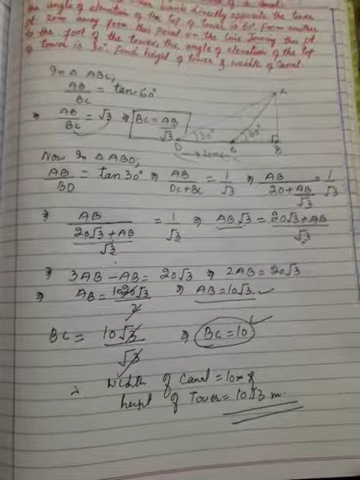 the angle of elevation of the top of tower is 60°. From another
pt. 20m away from this point on the line joining this pt.
to the foot of the tower, the angle of elevation of the top
of tower is 30°. Find height of tower & width of Canal.
In △ ABC,
AB/BC = tan 60°
⇒ AB/BC = √3 ⇒ BC = AB/√3
A
D 30° C 60° B
20m
Now In △ ABD,
AB/BD = tan 30° ⇒ AB/DC+BC = 1/√3 ⇒ AB/20+AB/√3 = 1/√3
⇒ AB/20√3+AB/√3 = 1/√3 ⇒ AB√3 = 20√3+AB/√3
⇒ 3AB - AB = 20√3 ⇒ 2AB = 20√3
⇒ AB = 20√3/2 ⇒ AB = 10√3
BC = 10√3/√3 ⇒ BC = 10
∴ Width of Canal = 10m &
height of Tower = 10√3 m.